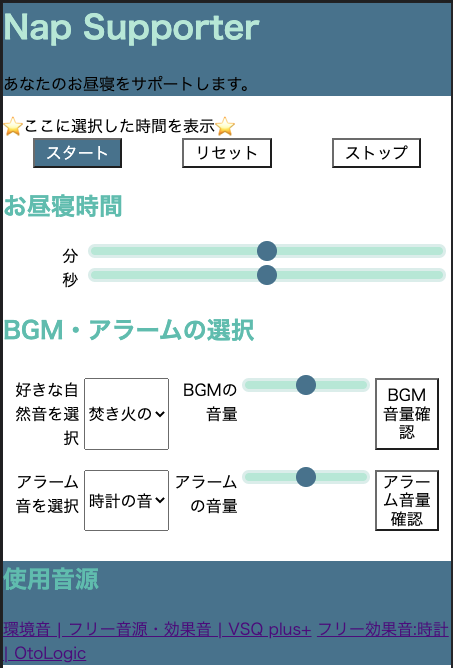 Nap Supporter
あなたのお昼寝をサポートします。
⭐ここに選択した時間を表示⭐
スタート リセット ストップ
お昼寝時間
分
秒
BGM・アラームの選択
好きな自
然音を選
択
焚き火の
BGMの
音量
BGM
音量確
認
アラーム
音を選択
時計の音
アラーム
の音量
アラー
ム音量
確認
使用音源
環境音 | フリー音源・効果音 | VSQ plus+ フリー効果音:時計
| OtoLogic